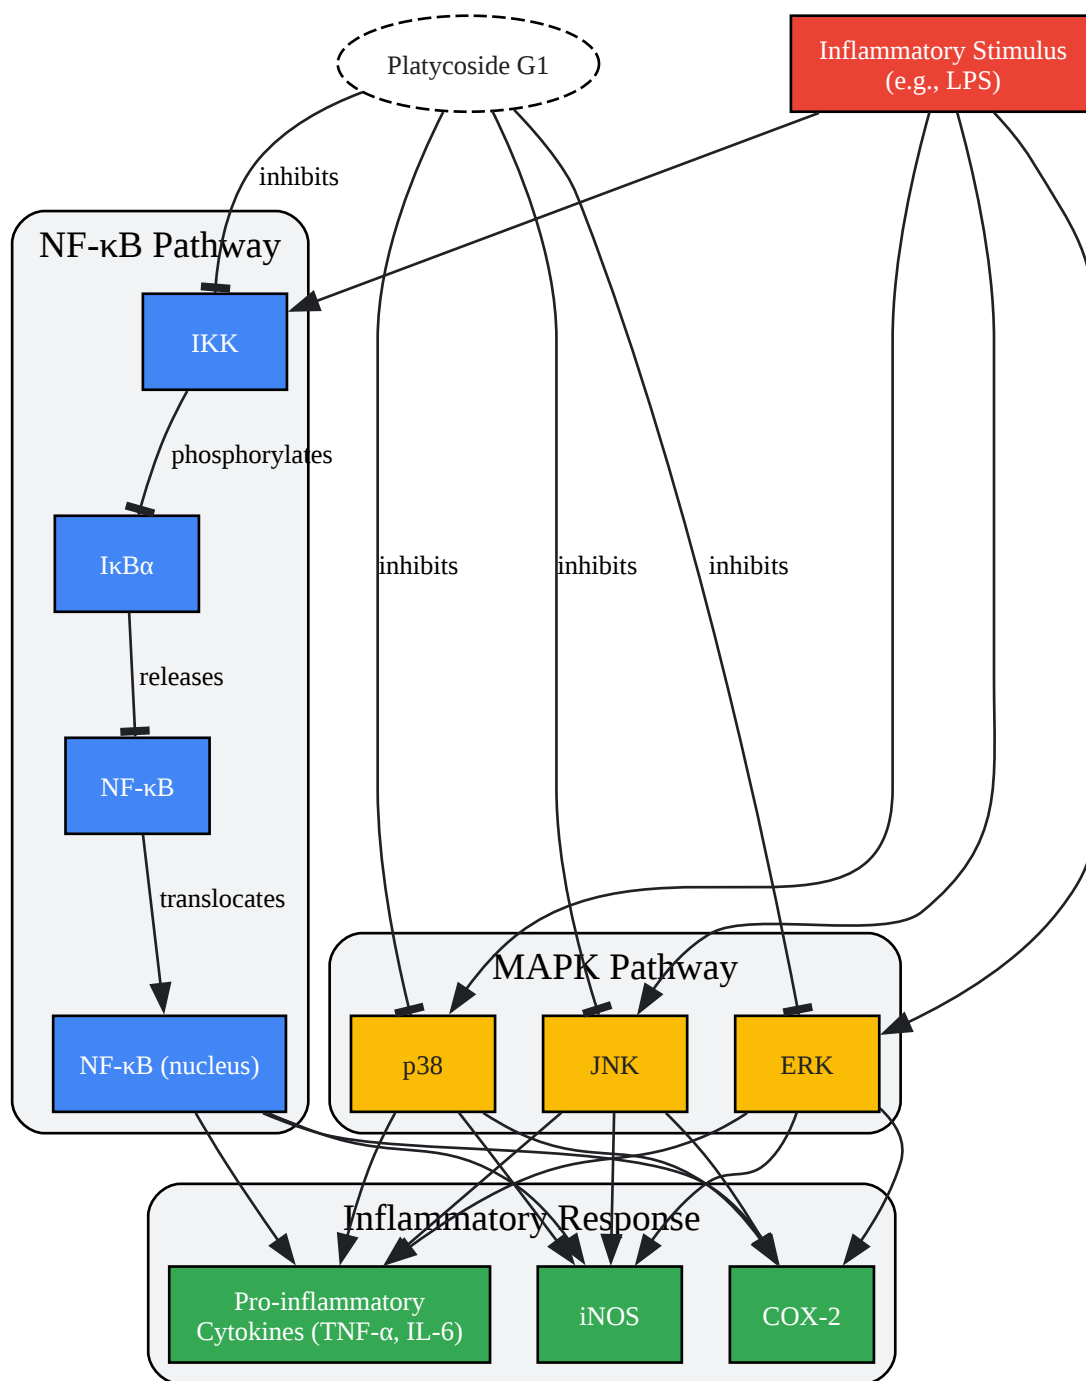 Platycoside G1
Inflammatory Stimulus
(e.g., LPS)
inhibits
NF-κB Pathway
IKK
phosphorylates
IκBα
inhibits
inhibits
inhibits
releases
NF-κB
translocates
MAPK Pathway
NF-κB (nucleus)
p38
JNK
ERK
Inflammatory Response
Pro-inflammatory
Cytokines (TNF-α, IL-6)
iNOS
COX-2